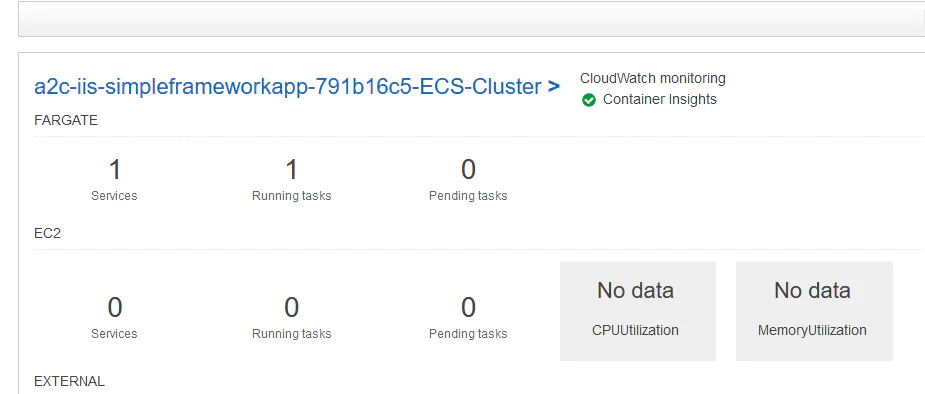 a2c-iis-simpleframeworkapp-791b16c5-ECS-Cluster >
CloudWatch monitoring
Container Insights
FARGATE
1 1 0
Services Running tasks Pending tasks
EC2
0 0 0 No data No data
Services Running tasks Pending tasks CPUUtilization MemoryUtilization
EXTERNAL